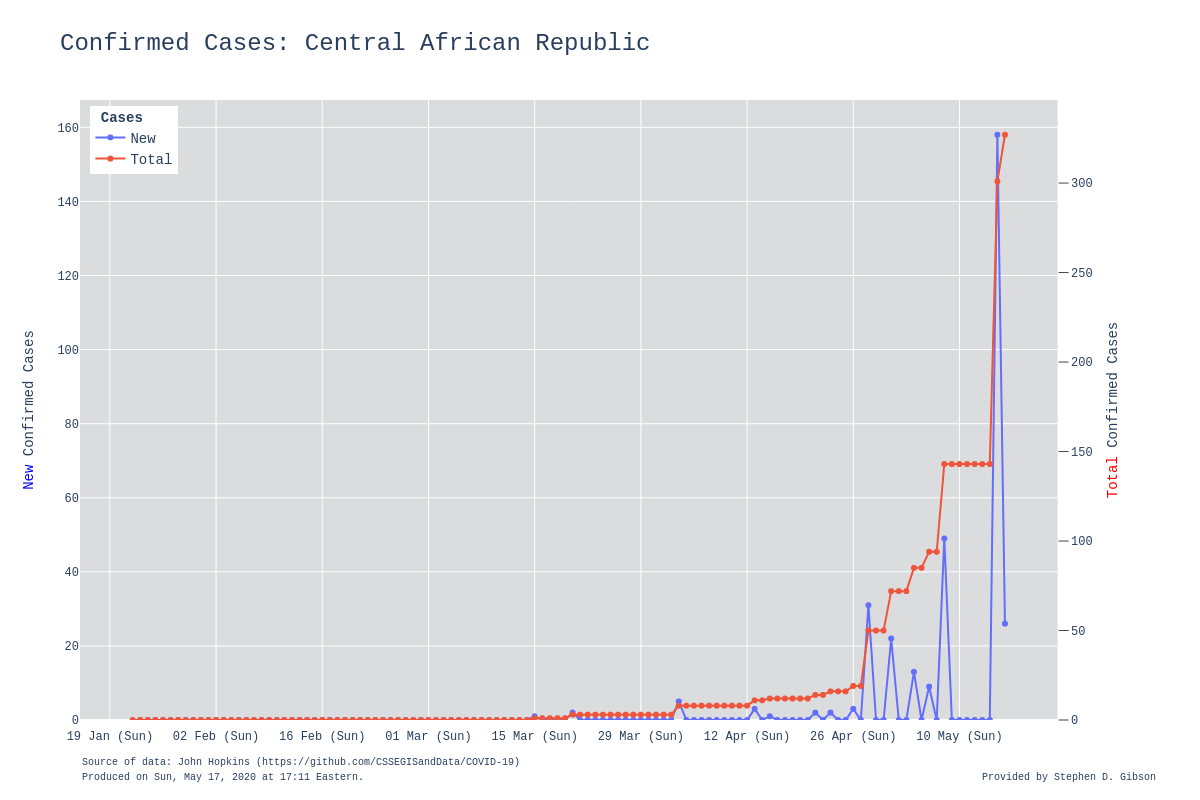 Confirmed Cases: Central African Republic
Cases
New
Total
160
140
120
100
80
60
40
20
0
New Confirmed Cases
300
250
200
150
100
50
0
Total Confirmed Cases
19 Jan (Sun) 02 Feb (Sun) 16 Feb (Sun) 01 Mar (Sun) 15 Mar (Sun) 29 Mar (Sun) 12 Apr (Sun) 26 Apr (Sun) 10 May (Sun)
Source of data: John Hopkins (https://github.com/CSSEGISandData/COVID-19)
Produced on Sun, May 17, 2020 at 17:11 Eastern.
Provided by Stephen D. Gibson